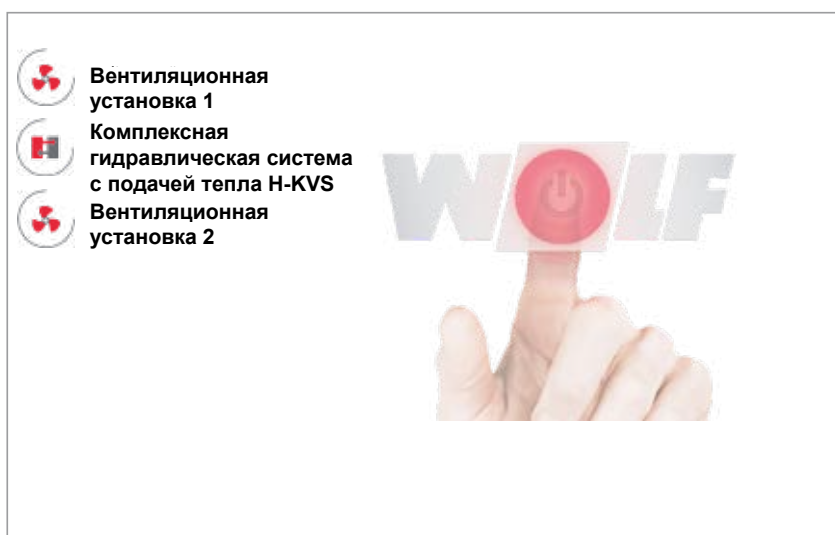 Вентиляционная
установка 1
Комплексная
гидравлическая система
с подачей тепла H-KVS
Вентиляционная
установка 2
WOLF